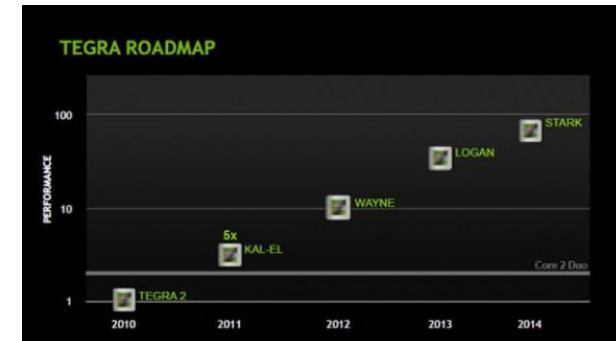 TEGRA ROADMAP
100
STARK
LOGAN
PERFORMANCE
10
WAYNE
5x
KAL-EL
Core 2 Duo
1
TEGRA 2
2010 2011 2012 2013 2014